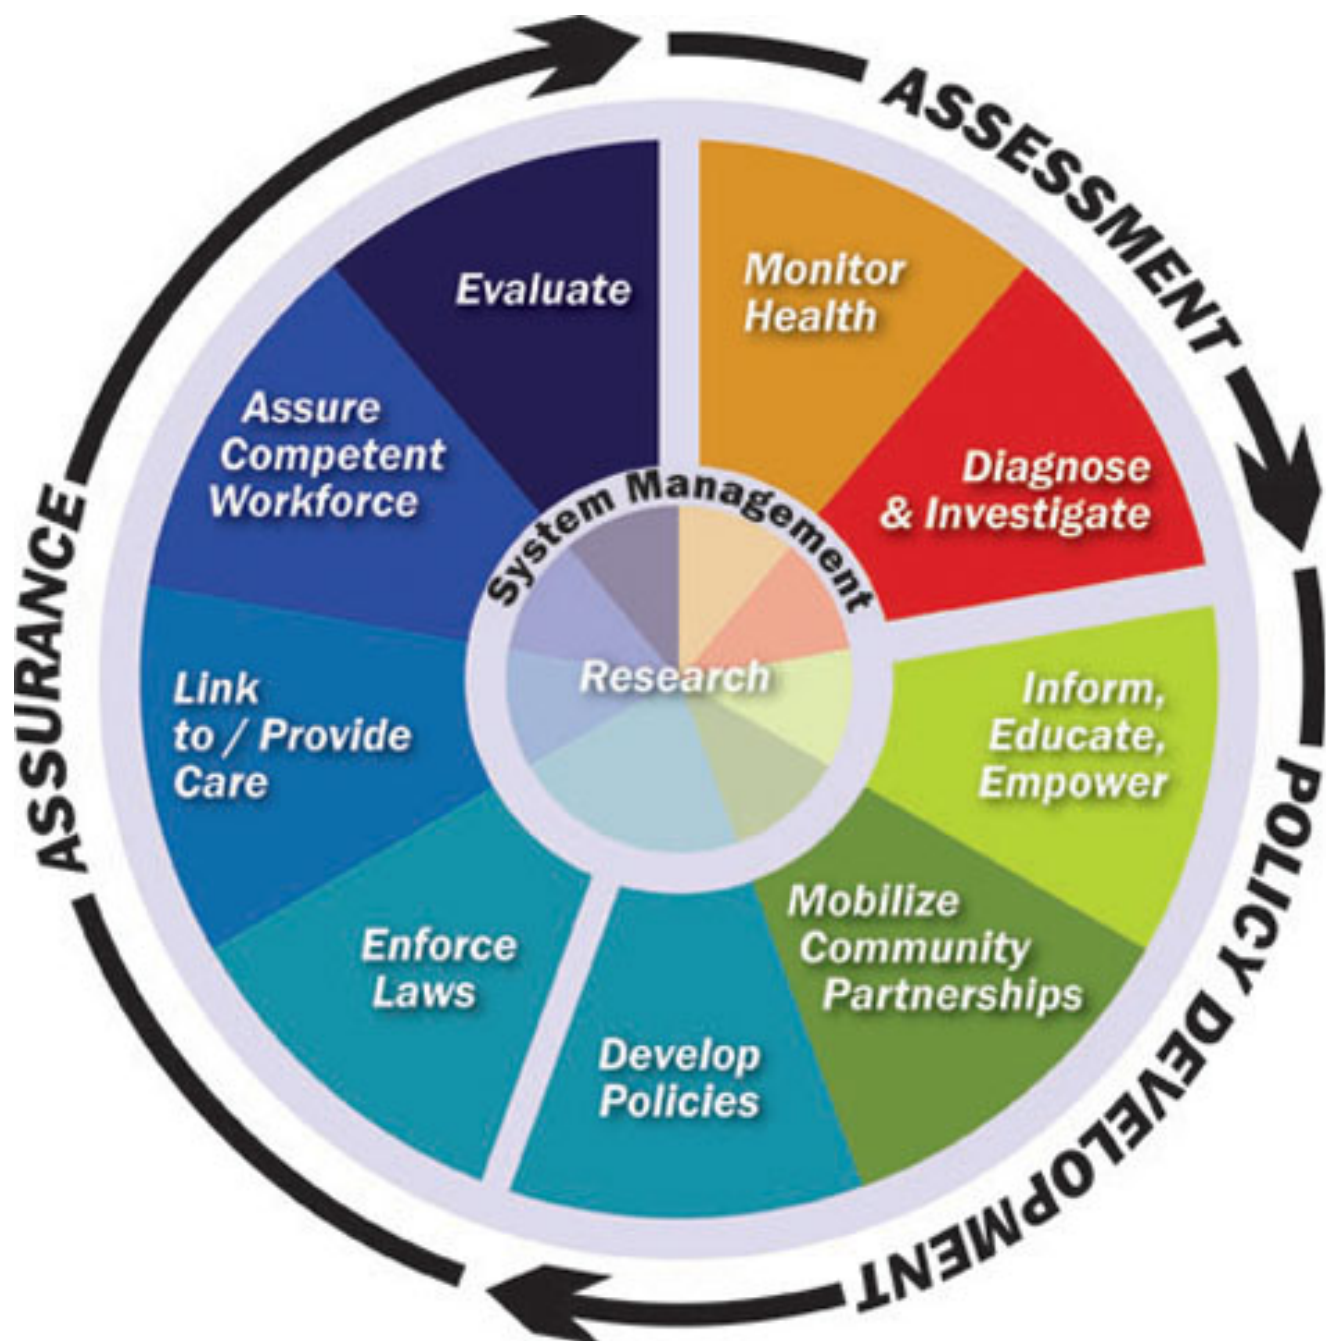 ASSESSMENT
Monitor
Health
Diagnose
& Investigate
POLICY DEVELOPMENT
Inform,
Educate,
Empower
Mobilize
Community
Partnerships
Develop
Policies
ASSURANCE
Enforce
Laws
Link
to / Provide
Care
Assure
Competent
Workforce
Evaluate
System Management
Research